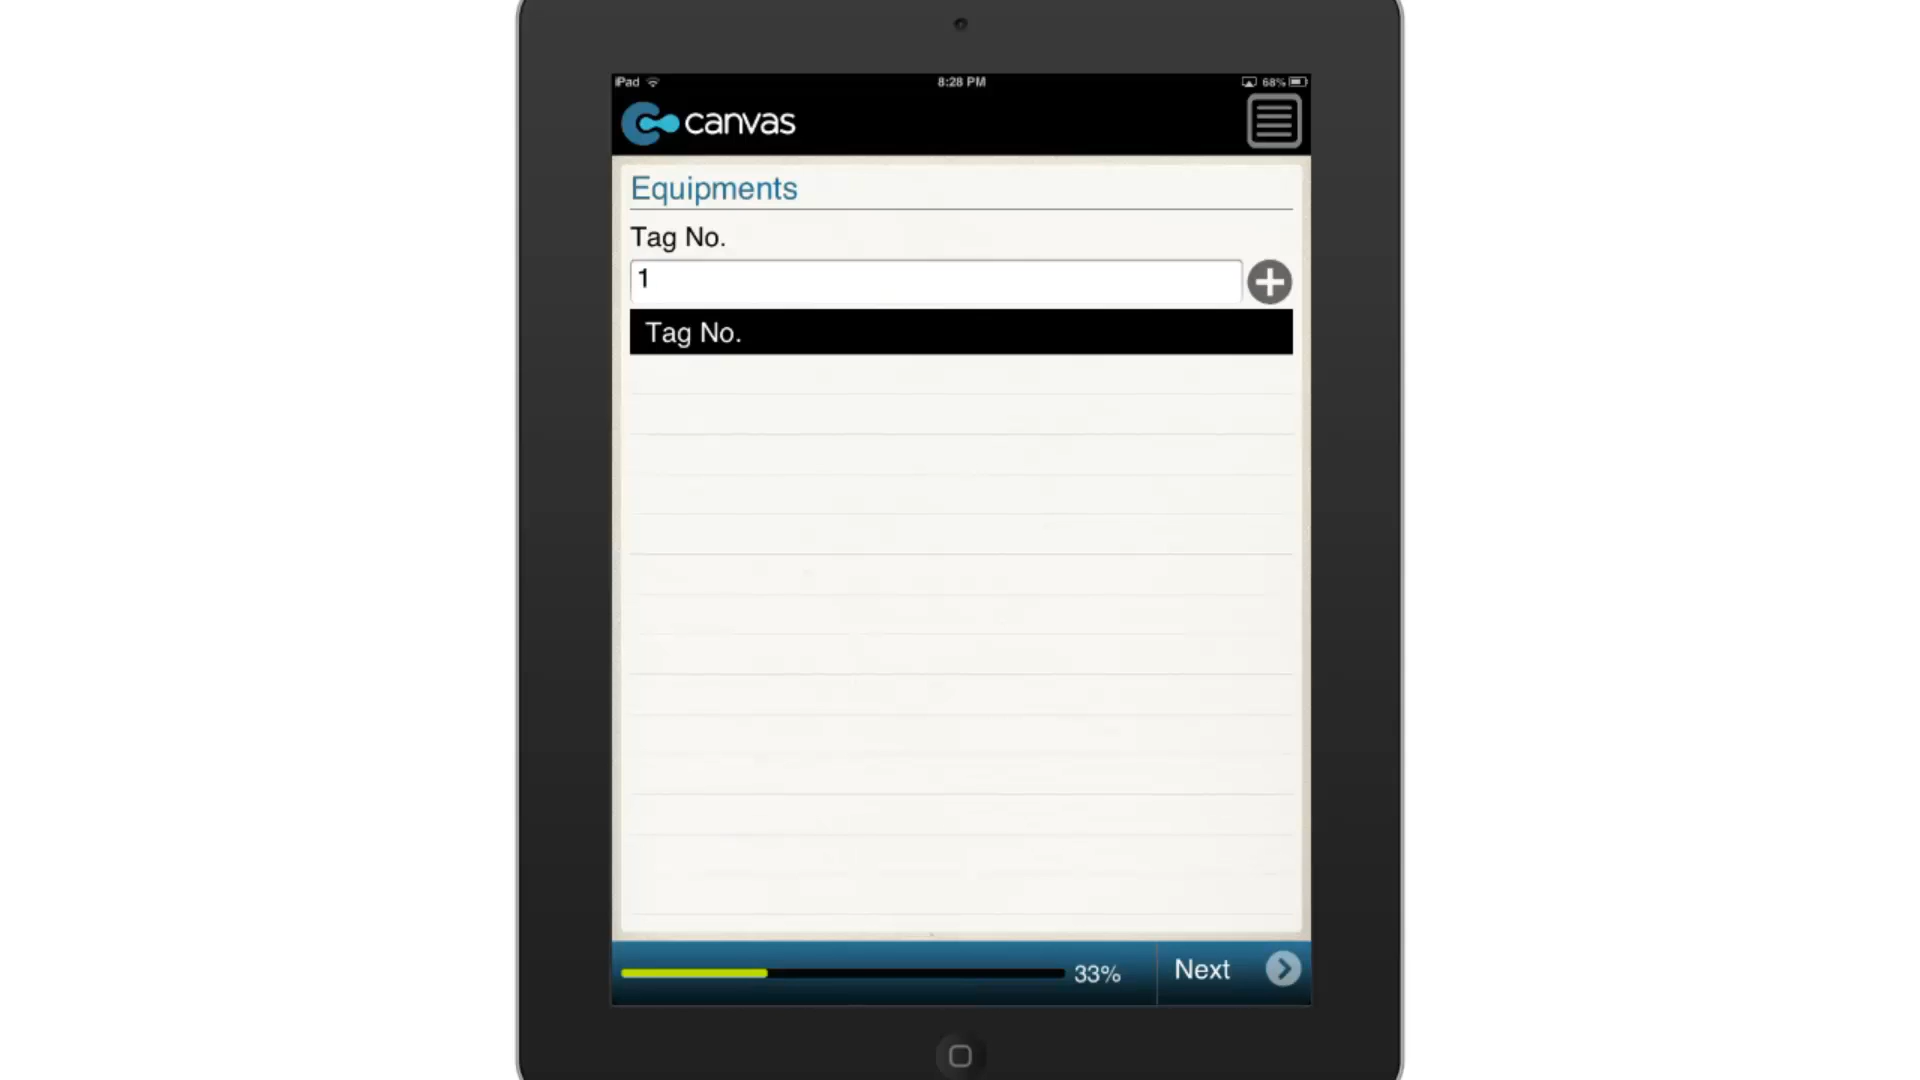 iPad 8:28 PM 68%
canvas
Equipments
Tag No.
1
Tag No.
33% Next